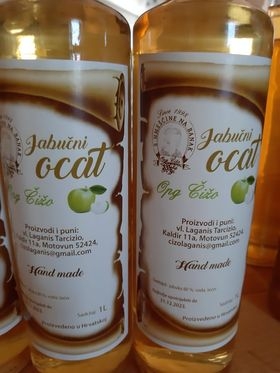 Jabučni
ocat
Opg Čižo
Proizvodi i puni:
vl. Laganis Tarcizio,
Kaldir 11a, Motovun 52424,
cizolaganis@gmail.com
Hand made
1L
Proizvedeno u Hrvatskoj
Jabučni
ocat
Opg Čižo
Proizvodi i puni:
vl. Laganis Tarcizio,
Kaldir 11a, Motovun 52424,
cizolaganis@gmail.com
Hand made
31.12.2023.
Proizvedeno u Hrvatskoj